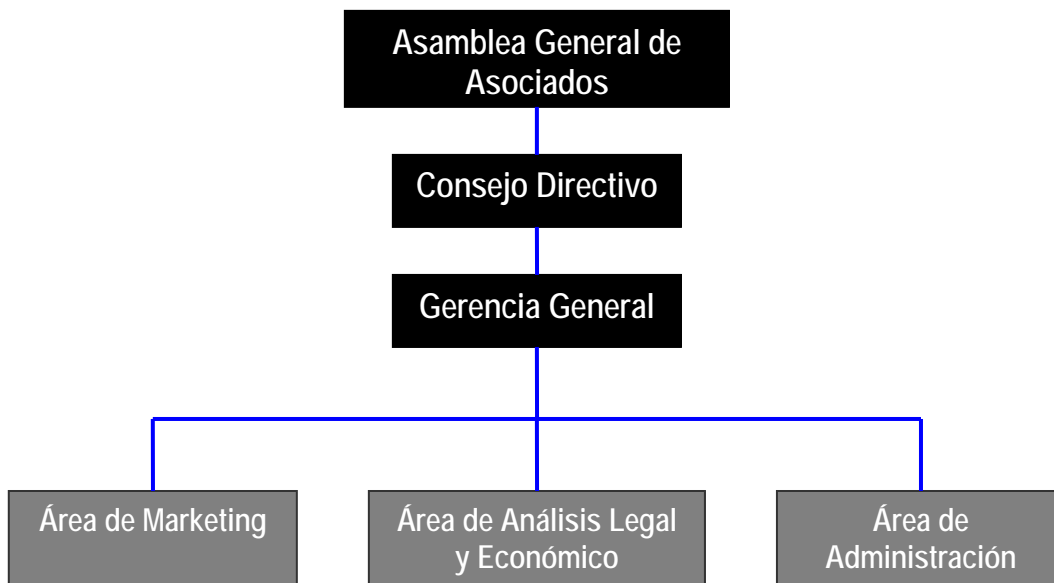 Asamblea General de
Asociados
Consejo Directivo
Gerencia General
Área de Marketing
Área de Análisis Legal
y Económico
Área de
Administración